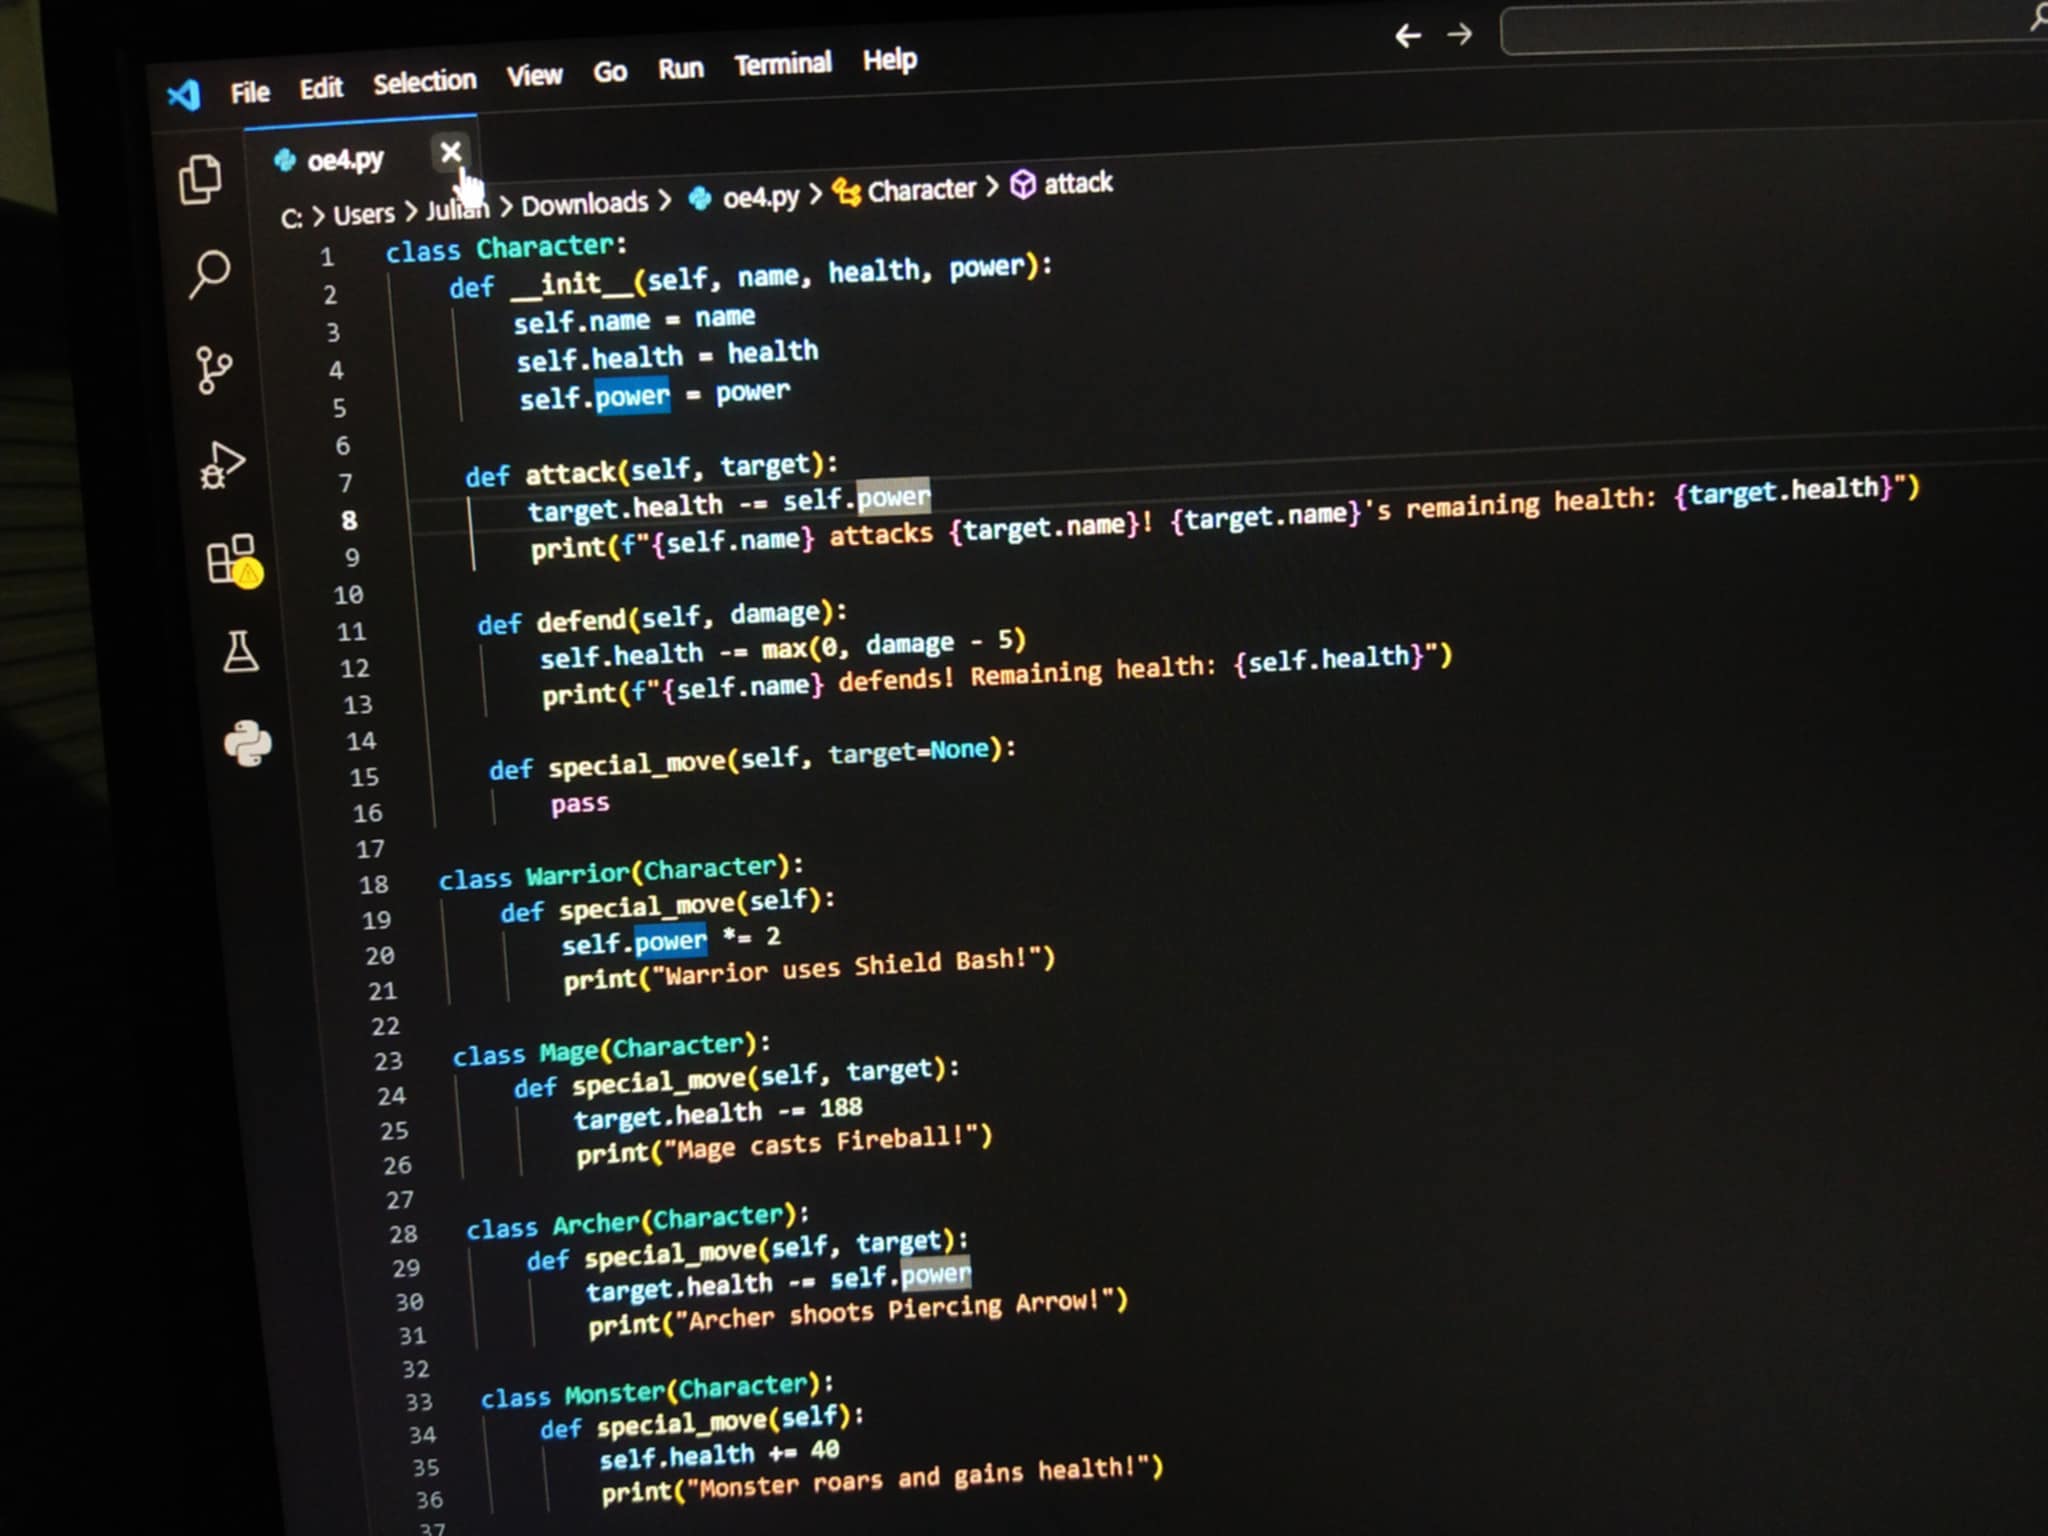 File Edit Selection View Go Run Terminal Help
oe4.py
C: > Users > Julian > Downloads > oe4.py > Character > attack
1 class Character:
2     def __init__(self, name, health, power):
3         self.name = name
4         self.health = health
5         self.power = power
6
7     def attack(self, target):
8         target.health -= self.power
9         print(f"{self.name} attacks {target.name}! {target.name}'s remaining health: {target.health}")
10
11     def defend(self, damage):
12         self.health -= max(0, damage - 5)
13         print(f"{self.name} defends! Remaining health: {self.health}")
14
15     def special_move(self, target=None):
16         pass
17
18 class Warrior(Character):
19     def special_move(self):
20         self.power *= 2
21         print("Warrior uses Shield Bash!")
22
23 class Mage(Character):
24     def special_move(self, target):
25         target.health -= 188
26         print("Mage casts Fireball!")
27
28 class Archer(Character):
29     def special_move(self, target):
30         target.health -= self.power
31         print("Archer shoots Piercing Arrow!")
32
33 class Monster(Character):
34     def special_move(self):
35         self.health += 40
36         print("Monster roars and gains health!")
37